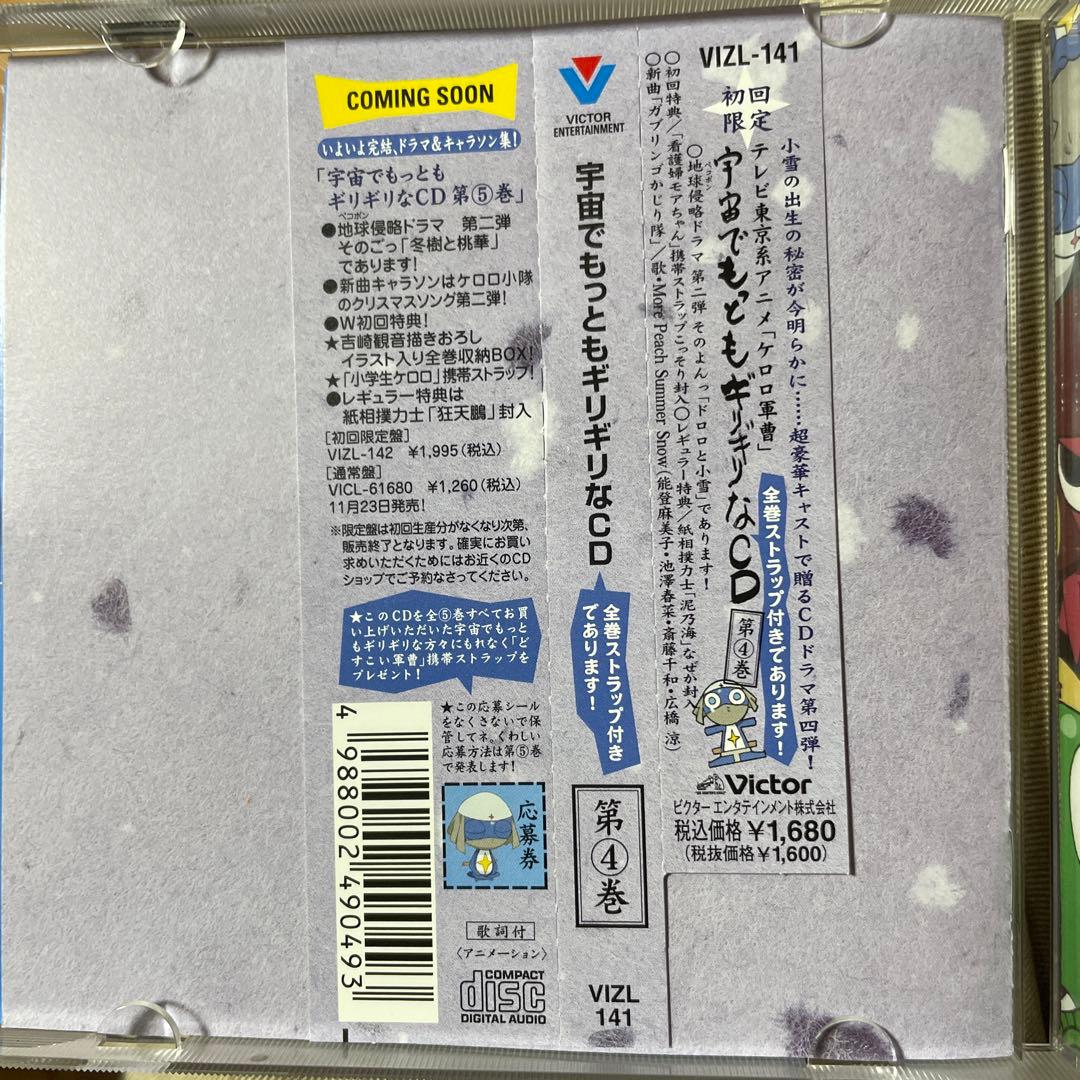 VIZL-141
初回
限定
小雪の出生の秘密が今明らかに……超豪華キャストで贈るCDドラマ第四弾!
テレビ東京系アニメ「ケロロ軍曹」
宇宙でもっともギリギリなCD
ペコポン
第④巻
全巻ストラップ付きであります!
○地球侵略ドラマ 第二弾 そのよんっ「ドロロと小雪」であります!
○初回特典/「看護婦モアちゃん」携帯ストラップこっそり封入○レギュラー特典/紙相撲力士「泥乃海」なぜか封入
○新曲「ガブリンゴかじり隊」/歌・More Peach Summer Snow(能登麻美子・池澤春菜・斎藤千和・広橋 涼)
Victor
ビクターエンタテインメント株式会社
税込価格 ¥1,680
(税抜価格¥1,600)
VICTOR
ENTERTAINMENT
宇宙でもっともギリギリなCD
全巻ストラップ付き
であります!
第④巻
VIZL
141
COMING SOON
いよいよ完結、ドラマ&キャラソン集!
「宇宙でもっとも
ギリギリなCD 第⑤巻」
ペコポン
●地球侵略ドラマ 第二弾
そのごっ「冬樹と桃華」
であります!
●新曲キャラソンはケロロ小隊
のクリスマスソング第二弾!
●W初回特典!
★吉崎観音描きおろし
イラスト入り全巻収納BOX!
★「小学生ケロロ」携帯ストラップ!
●レギュラー特典は
紙相撲力士「狂天鵬」封入
[初回限定盤]
VIZL-142 ¥1,995(税込)
[通常盤]
VICL-61680 ¥1,260(税込)
11月23日発売!
※限定盤は初回生産分がなくなり次第、
販売終了となります。確実にお買い
求めいただくためにはお近くのCD
ショップでご予約なさってください。
★このCDを全⑤巻すべてお買
い上げいただいた宇宙でもっと
もギリギリな方々にもれなく「ど
すこい軍曹」携帯ストラップを
プレゼント!
★この応募シール
をなくさないで保
管してネ。くわしい
応募方法は第⑤巻
で発表します!
応募券
4 988002 490493
歌詞付
〈アニメーション〉
COMPACT
disc
DIGITAL AUDIO